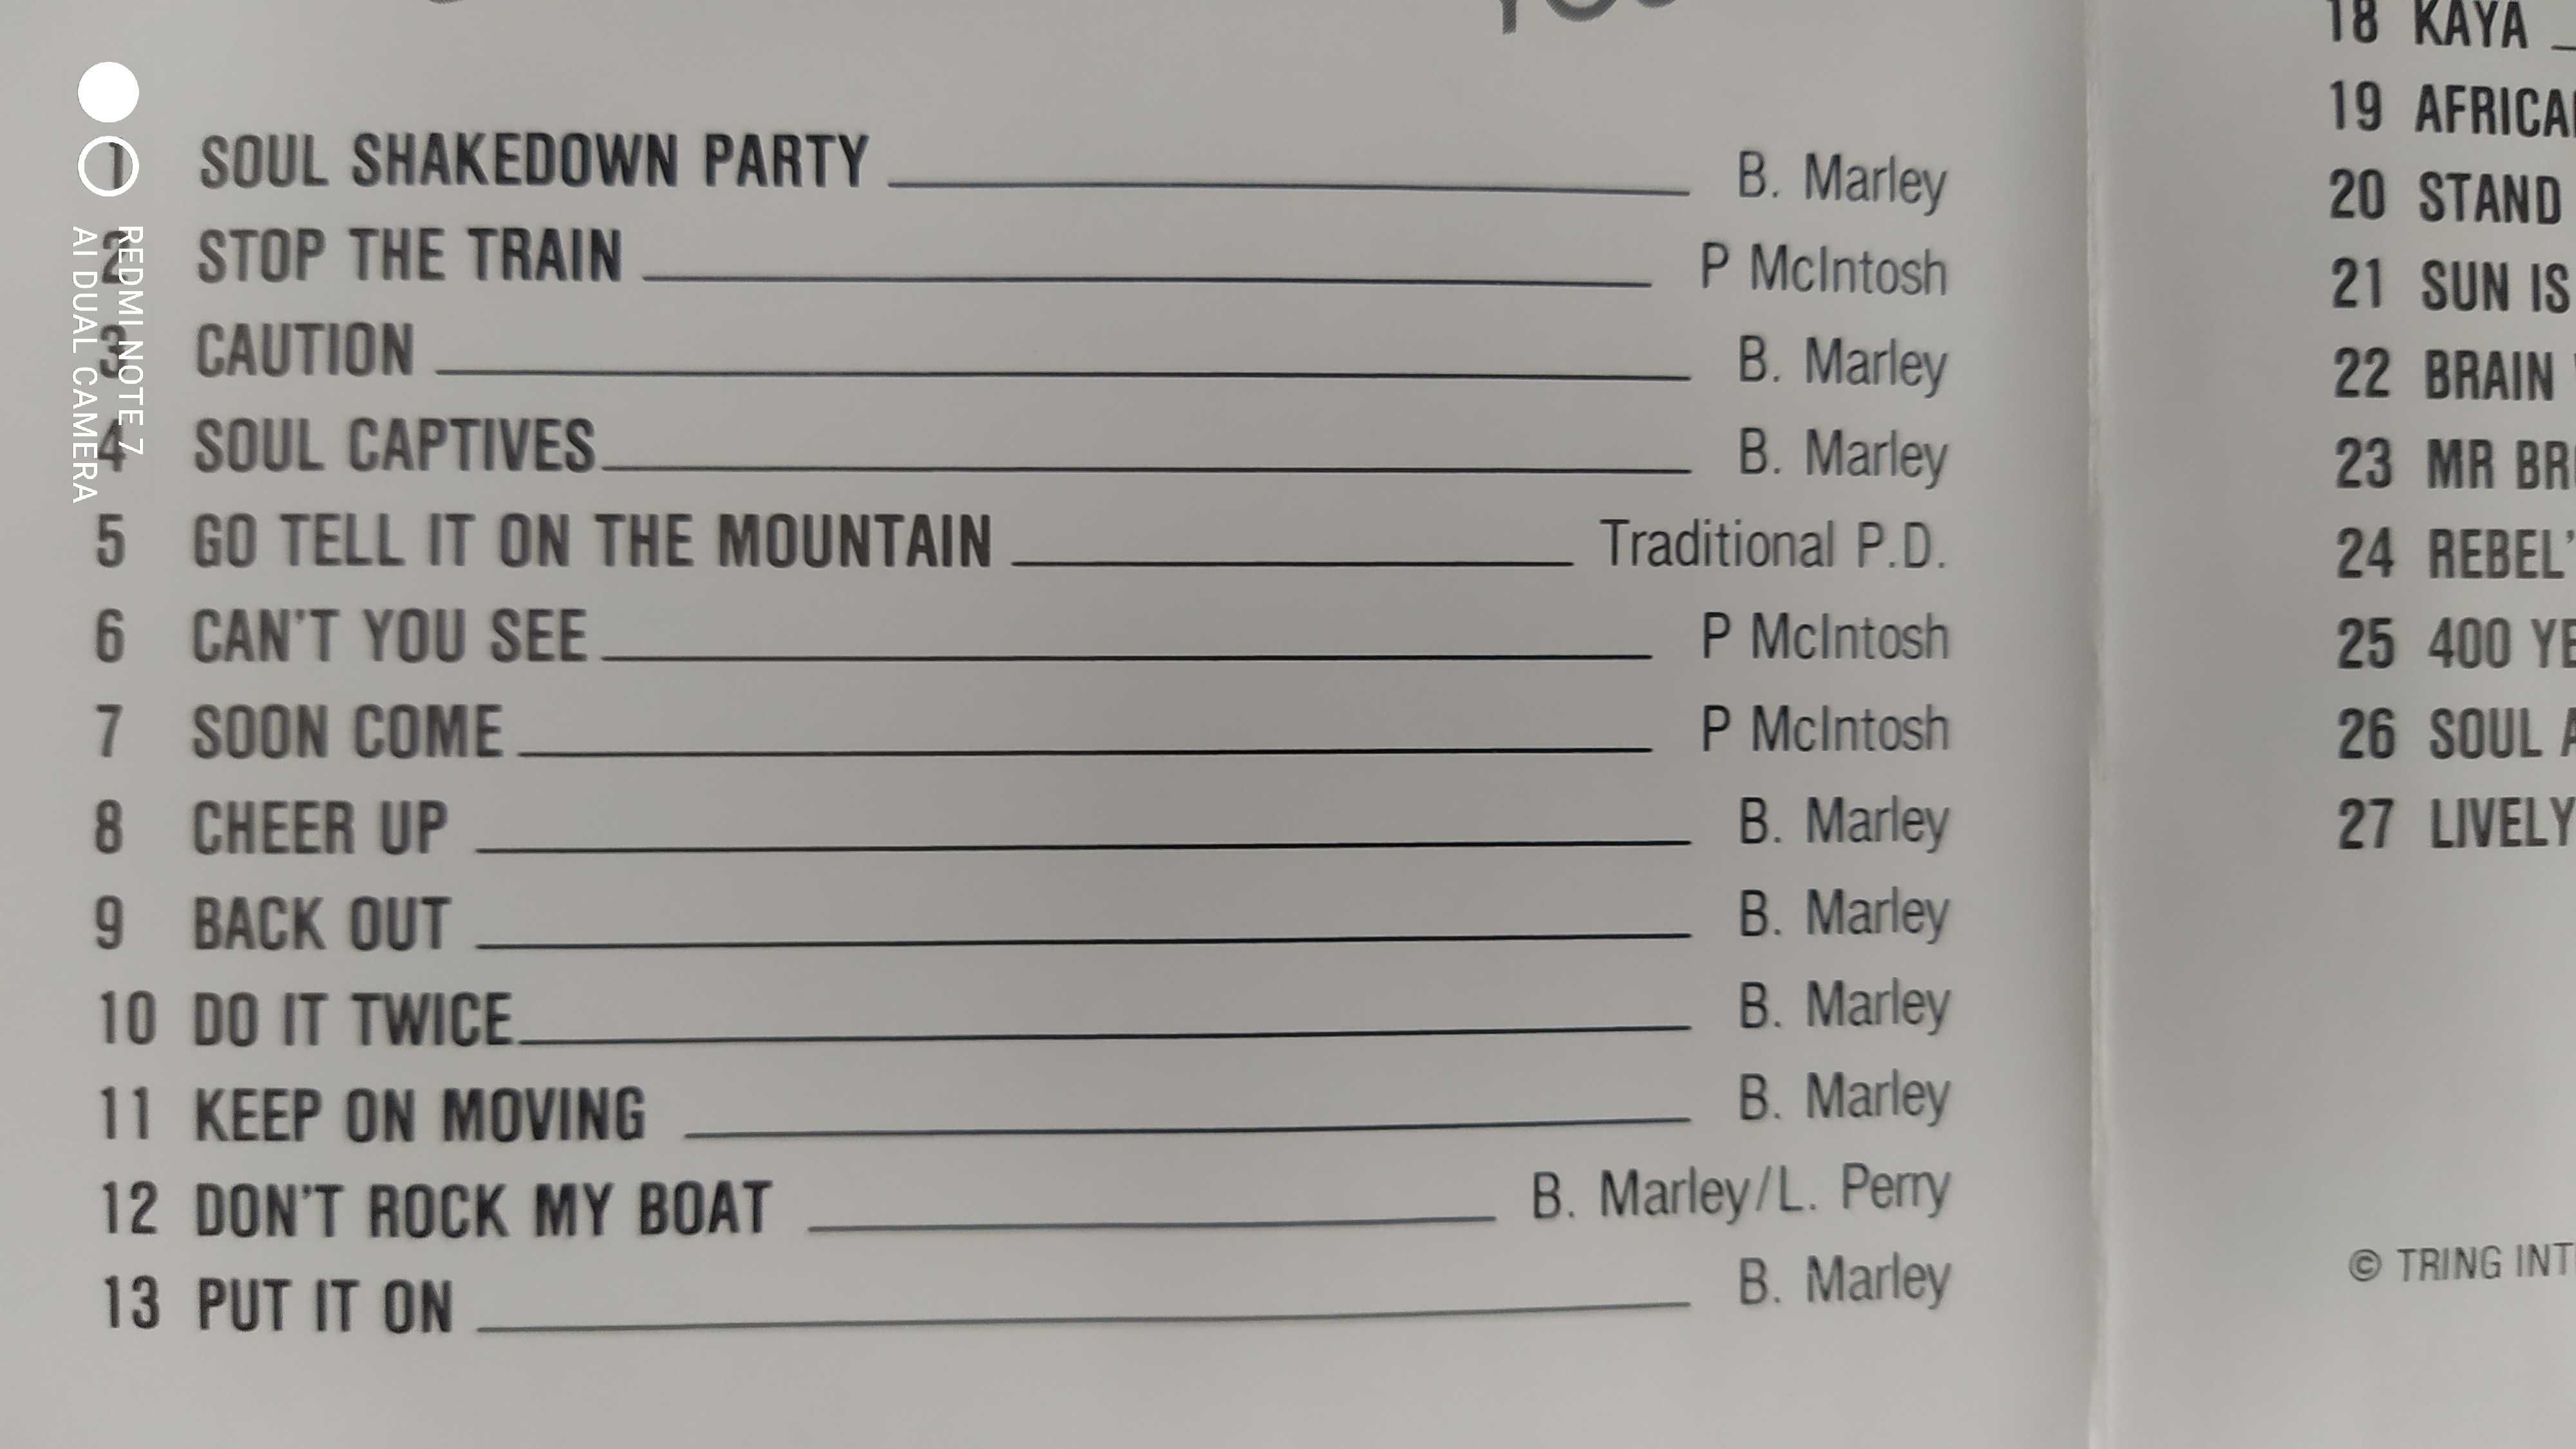 1 SOUL SHAKEDOWN PARTY B. Marley
2 STOP THE TRAIN P McIntosh
3 CAUTION B. Marley
4 SOUL CAPTIVES B. Marley
5 GO TELL IT ON THE MOUNTAIN Traditional P.D.
6 CAN'T YOU SEE P McIntosh
7 SOON COME P McIntosh
8 CHEER UP B. Marley
9 BACK OUT B. Marley
10 DO IT TWICE B. Marley
11 KEEP ON MOVING B. Marley
12 DON'T ROCK MY BOAT B. Marley/L. Perry
13 PUT IT ON B. Marley
18 KAYA
19
20 STAND
21 SUN IS
22 BRAIN
23 MR
24
25 400
26 SOUL
27 LIVELY
© TRING
REDMI NOTE 7
AI DUAL CAMERA